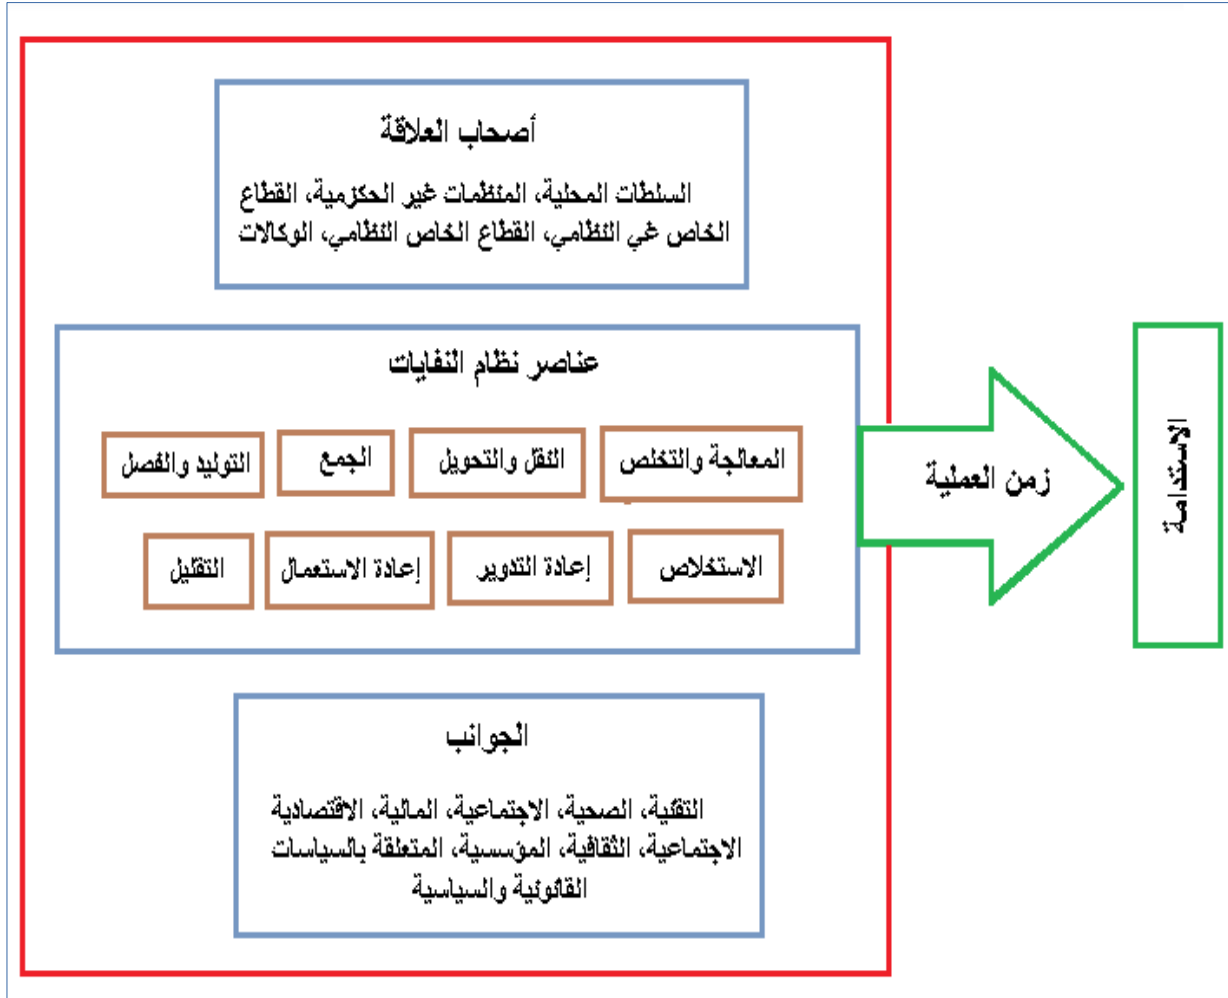 أصحاب العلاقة
السلطات المحلية، المنظمات غير الحكزمية، القطاع
الخاص غي النظامي، القطاع الخاص النظامي، الوكالات
عناصر نظام النفايات
المعالجة والتخلص
النقل والتحويل
الجمع
التوليد والفصل
الاستخلاص
إعادة التدوير
إعادة الاستعمال
التقليل
زمن العملية
الاستدامة
الجوانب
التقنية، الصحية، الاجتماعية، المالية، الاقتصادية
الاجتماعية، الثقافية، المؤسسية، المتعلقة بالسياسات
القانونية والسياسية